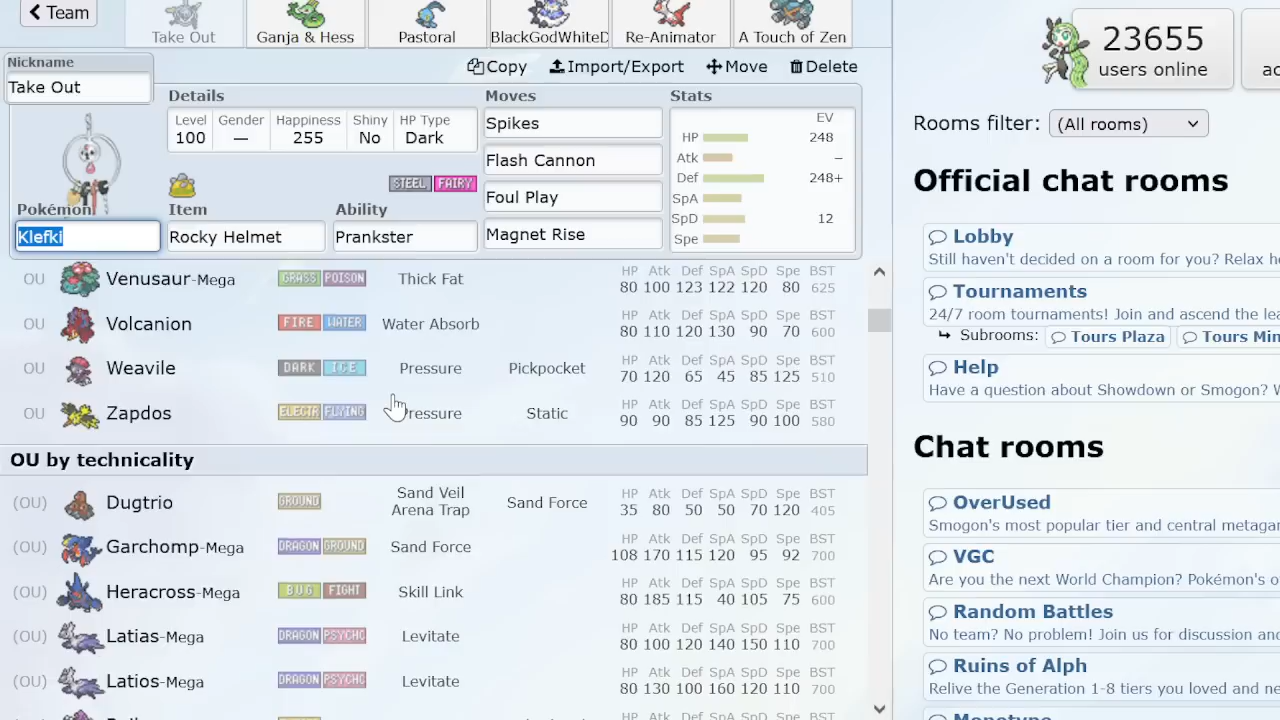 Team
Take Out
Ganja & Hess
Pastoral
BlackGodWhiteD
Re-Animator
A Touch of Zen
Copy
Import/Export
Move
Delete
Nickname
Take Out
Details
Level 100
Gender —
Happiness 255
Shiny No
HP Type Dark
STEEL FAIRY
Pokémon
Klefki
Item
Rocky Helmet
Ability
Prankster
Moves
Spikes
Flash Cannon
Foul Play
Magnet Rise
Stats
EV
HP 248
Atk –
Def 248+
SpA
SpD 12
Spe
OU Venusaur-Mega GRASS POISON Thick Fat HP 80 Atk 100 Def 123 SpA 122 SpD 120 Spe 80 BST 625
OU Volcanion FIRE WATER Water Absorb HP 80 Atk 110 Def 120 SpA 130 SpD 90 Spe 70 BST 600
OU Weavile DARK ICE Pressure Pickpocket HP 70 Atk 120 Def 65 SpA 45 SpD 85 Spe 125 BST 510
OU Zapdos ELECTR FLYING Pressure Static HP 90 Atk 90 Def 85 SpA 125 SpD 90 Spe 100 BST 580
OU by technicality
(OU) Dugtrio GROUND Sand Veil Arena Trap Sand Force HP 35 Atk 80 Def 50 SpA 50 SpD 70 Spe 120 BST 405
(OU) Garchomp-Mega DRAGON GROUND Sand Force HP 108 Atk 170 Def 115 SpA 120 SpD 95 Spe 92 BST 700
(OU) Heracross-Mega BUG FIGHT Skill Link HP 80 Atk 185 Def 115 SpA 40 SpD 105 Spe 75 BST 600
(OU) Latias-Mega DRAGON PSYCHC Levitate HP 80 Atk 100 Def 120 SpA 140 SpD 150 Spe 110 BST 700
(OU) Latios-Mega DRAGON PSYCHC Levitate HP 80 Atk 130 Def 100 SpA 160 SpD 120 Spe 110 BST 700
HP Atk Def SpA SpD Spe BST
23655
users online
Rooms filter: (All rooms)
Official chat rooms
Lobby
Still haven't decided on a room for you? Relax h
Tournaments
24/7 room tournaments! Join and ascend the lea
Subrooms: Tours Plaza Tours Min
Help
Have a question about Showdown or Smogon?
Chat rooms
OverUsed
Smogon's most popular tier and central metaga
VGC
Are you the next World Champion? Pokémon's o
Random Battles
No team? No problem! Join us for discussion and
Ruins of Alph
Relive the Generation 1-8 tiers you loved and ne
Monotype